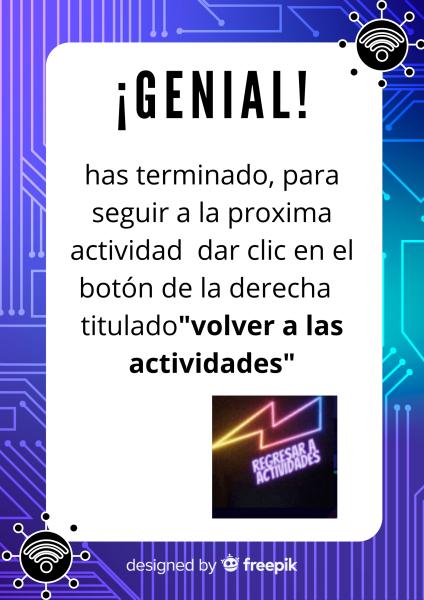 ¡GENIAL!
has terminado, para
seguir a la proxima
actividad dar clic en el
botón de la derecha
titulado"volver a las
actividades"
REGRESAR A
ACTIVIDADES
designed by freepik